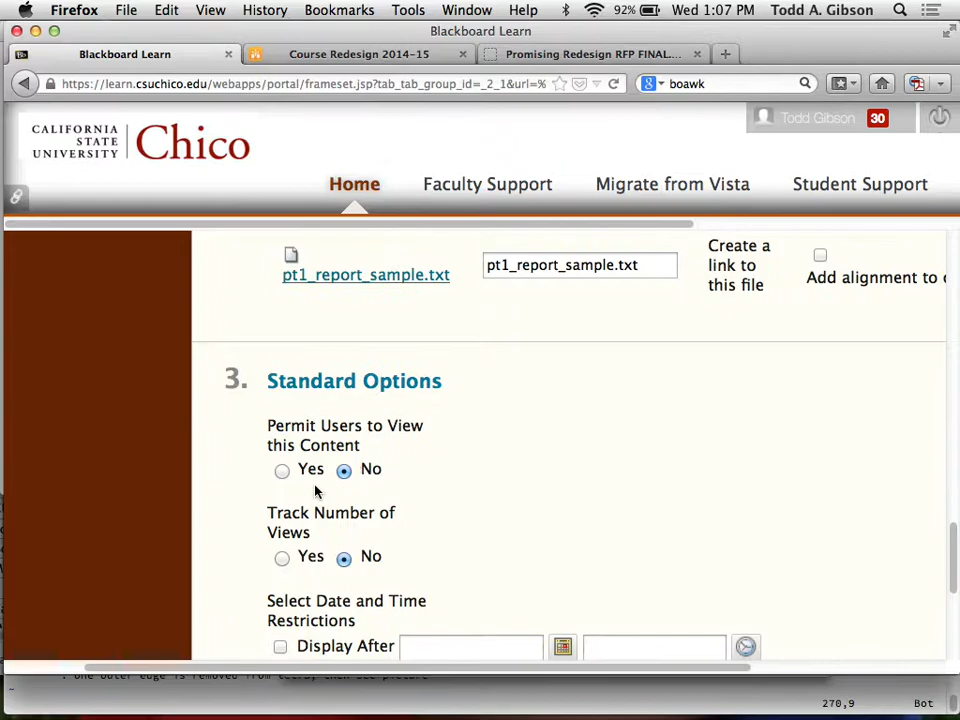 Firefox File Edit View History Bookmarks Tools Window Help 92% Wed 1:07 PM Todd A. Gibson
Blackboard Learn
Blackboard Learn Course Redesign 2014-15 Promising Redesign RFP FINAL...
https://learn.csuchico.edu/webapps/portal/frameset.jsp?tab_tab_group_id=_2_1&url=% boawk
Todd Gibson 30
CALIFORNIA
STATE
UNIVERSITY
Chico
Home Faculty Support Migrate from Vista Student Support
pt1_report_sample.txt
pt1_report_sample.txt
Create a
link to
this file
Add alignment to
3. Standard Options
Permit Users to View
this Content
Yes No
Track Number of
Views
Yes No
Select Date and Time
Restrictions
Display After
270,9 Bot